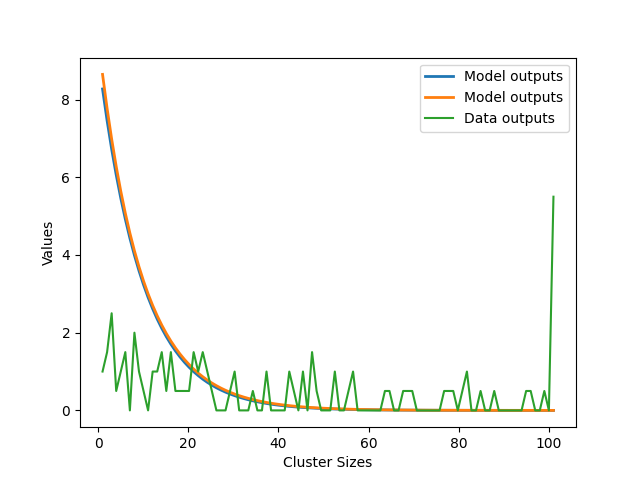 Model outputs
Model outputs
Data outputs
8
6
4
2
0
Values
0 20 40 60 80 100
Cluster Sizes